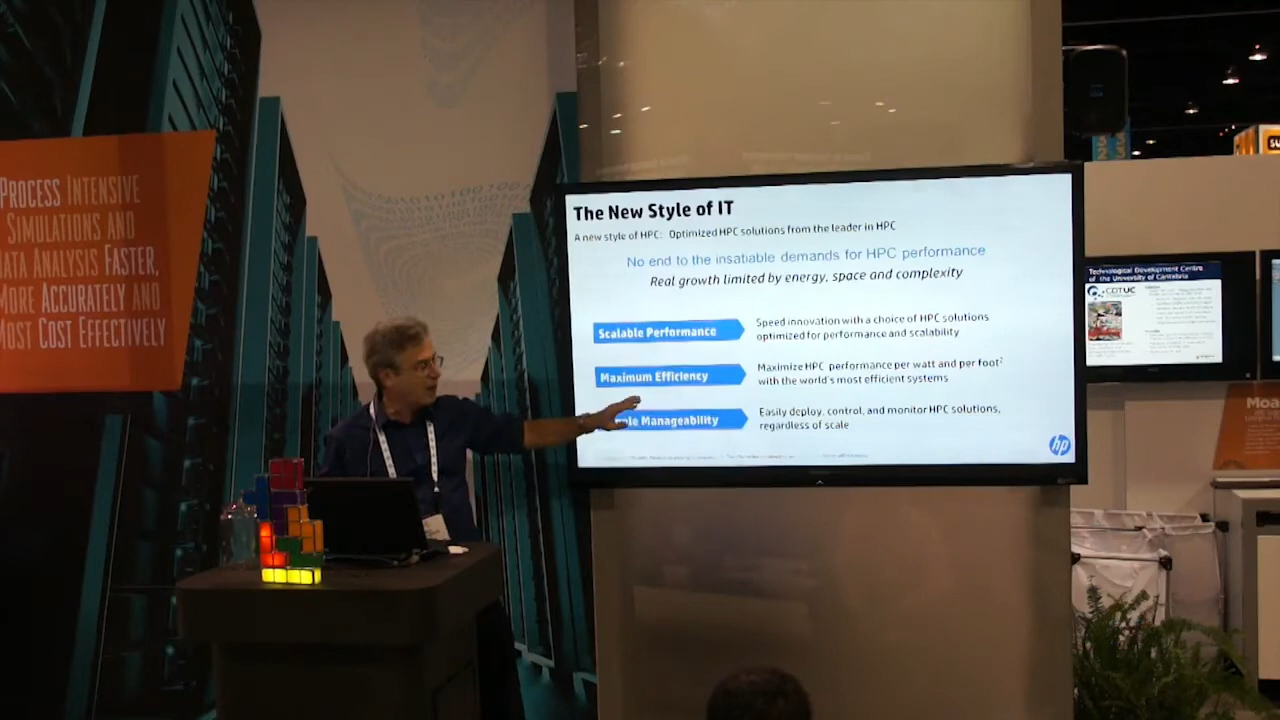 PROCESS INTENSIVE
SIMULATIONS AND
DATA ANALYSIS FASTER,
MORE ACCURATELY AND
MOST COST EFFECTIVELY
The New Style of IT
A new style of HPC: Optimized HPC solutions from the leader in HPC
No end to the insatiable demands for HPC performance
Real growth limited by energy, space and complexity
Scalable Performance
Speed innovation with a choice of HPC solutions
optimized for performance and scalability
Maximum Efficiency
Maximize HPC performance per watt and per foot²
with the world's most efficient systems
Manageability
Easily deploy, control, and monitor HPC solutions,
regardless of scale
hp
Technological Development Centre
of the University of Cantabria
CDTUC
Moa